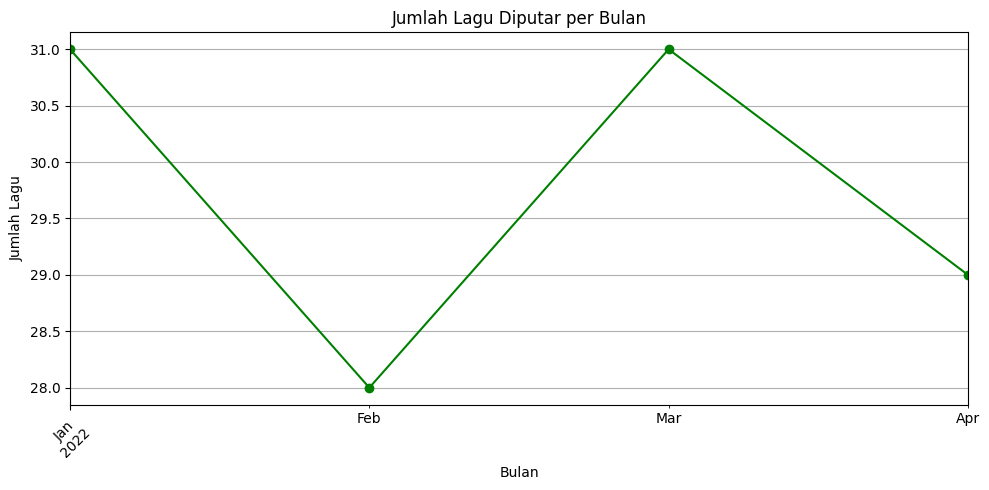 Jumlah Lagu Diputar per Bulan
31.0
30.5
30.0
29.5
29.0
28.5
28.0
Jumlah Lagu
Jan
2022
Feb
Mar
Apr
Bulan